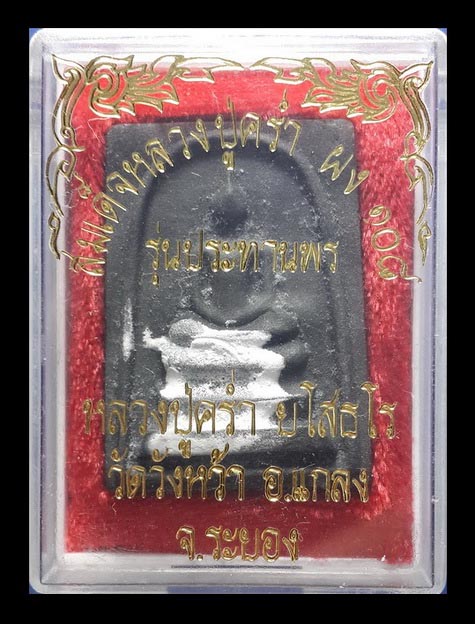 สมเด็จหลวงปู่คร่ำ ผง ๑๐๘
รุ่นประทานพร
หลวงปู่คร่ำ ยโสธโร
วัดวังหว้า อ.แกลง
จ.ระยอง